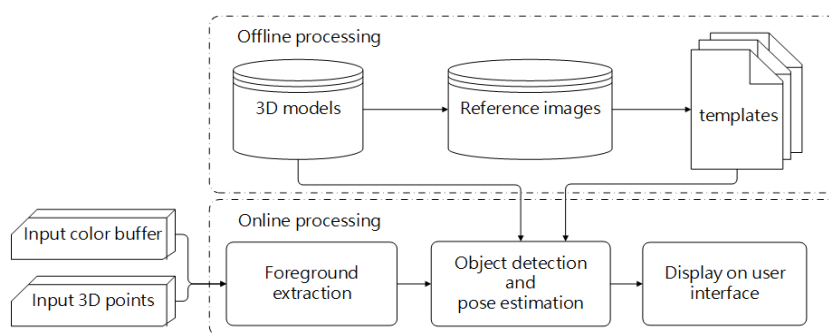 Offline processing
3D models
Reference images
templates
Online processing
Input color buffer
Input 3D points
Foreground
extraction
Object detection
and
pose estimation
Display on user
interface